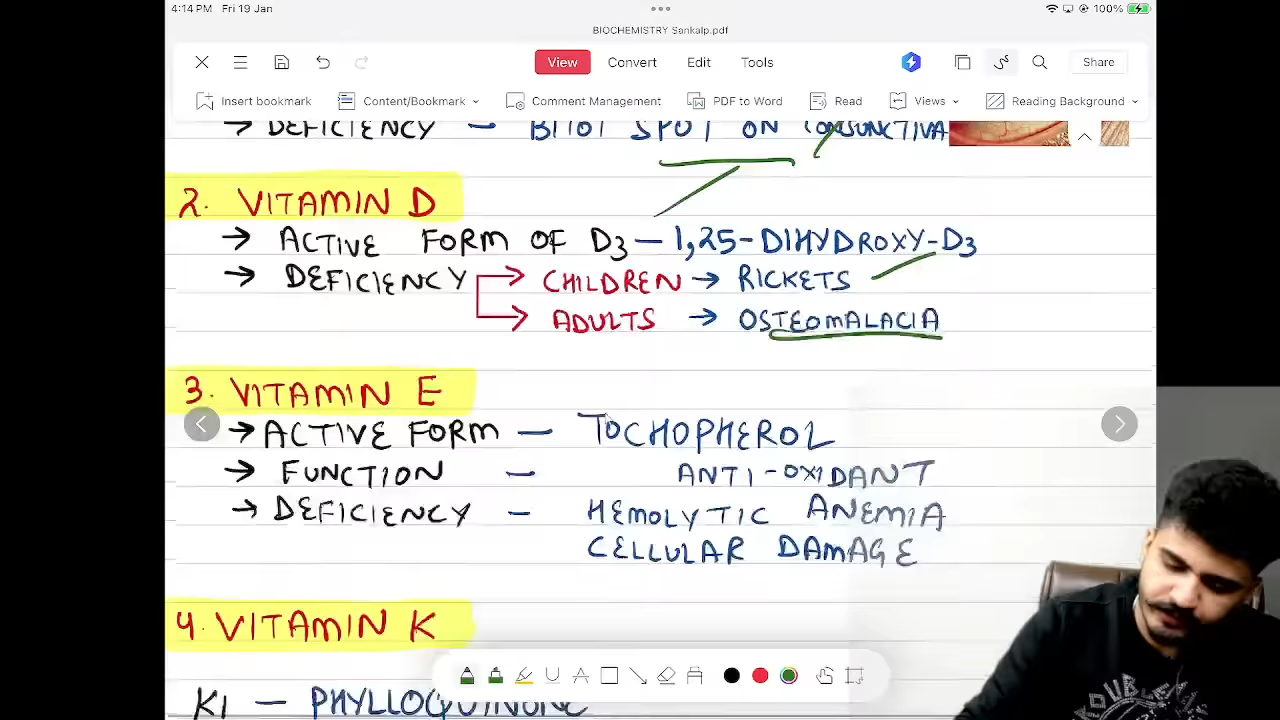 4:14 PM Fri 19 Jan
100%
BIOCHEMISTRY Sankalp.pdf
View Convert Edit Tools
Share
Insert bookmark Content/Bookmark Comment Management PDF to Word Read Views Reading Background
→ DEFICIENCY — BITOT SPOT ON CONJUNCTIVA
2. VITAMIN D
→ ACTIVE FORM OF D3 — 1,25-DIHYDROXY-D3
→ DEFICIENCY → CHILDREN → RICKETS
→ ADULTS → OSTEOMALACIA
3. VITAMIN E
→ ACTIVE FORM — TOCHOPHEROL
→ FUNCTION — ANTI-OXIDANT
→ DEFICIENCY — HEMOLYTIC ANEMIA
CELLULAR DAMAGE
4. VITAMIN K
K1 — PHYLLOQUINONE